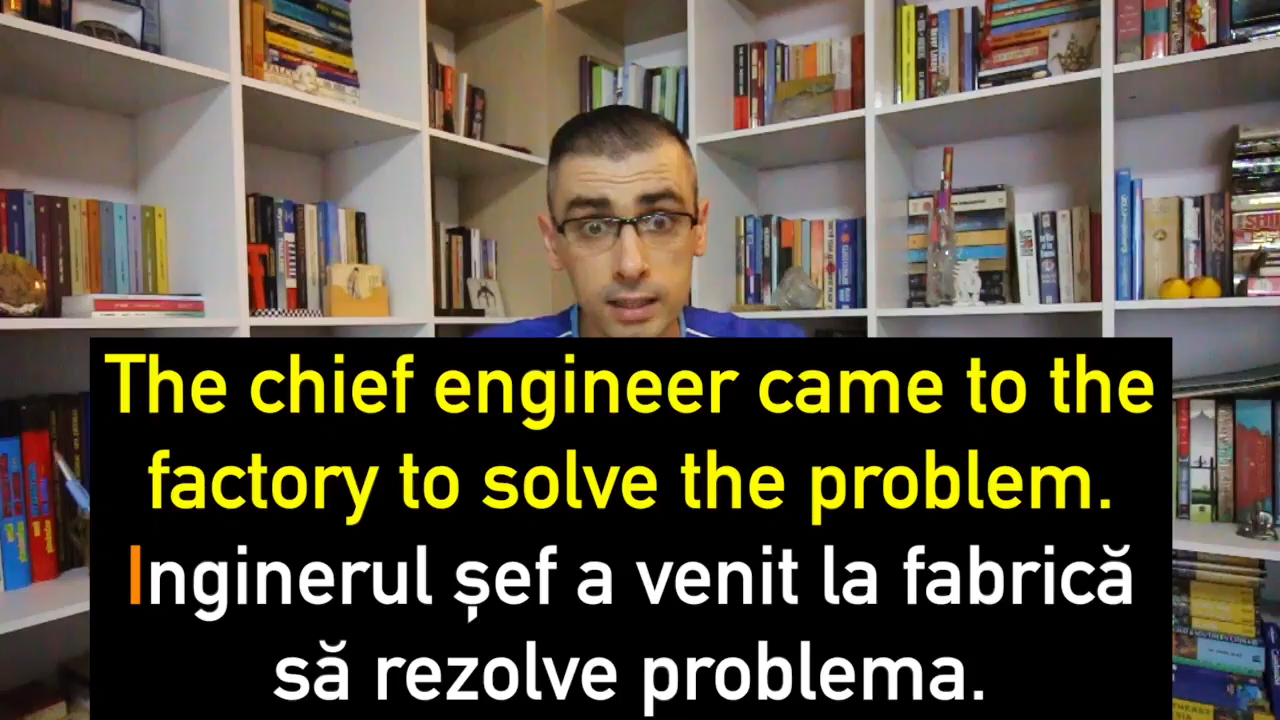 The chief engineer came to the
factory to solve the problem.
Inginerul șef a venit la fabrică
să rezolve problema.